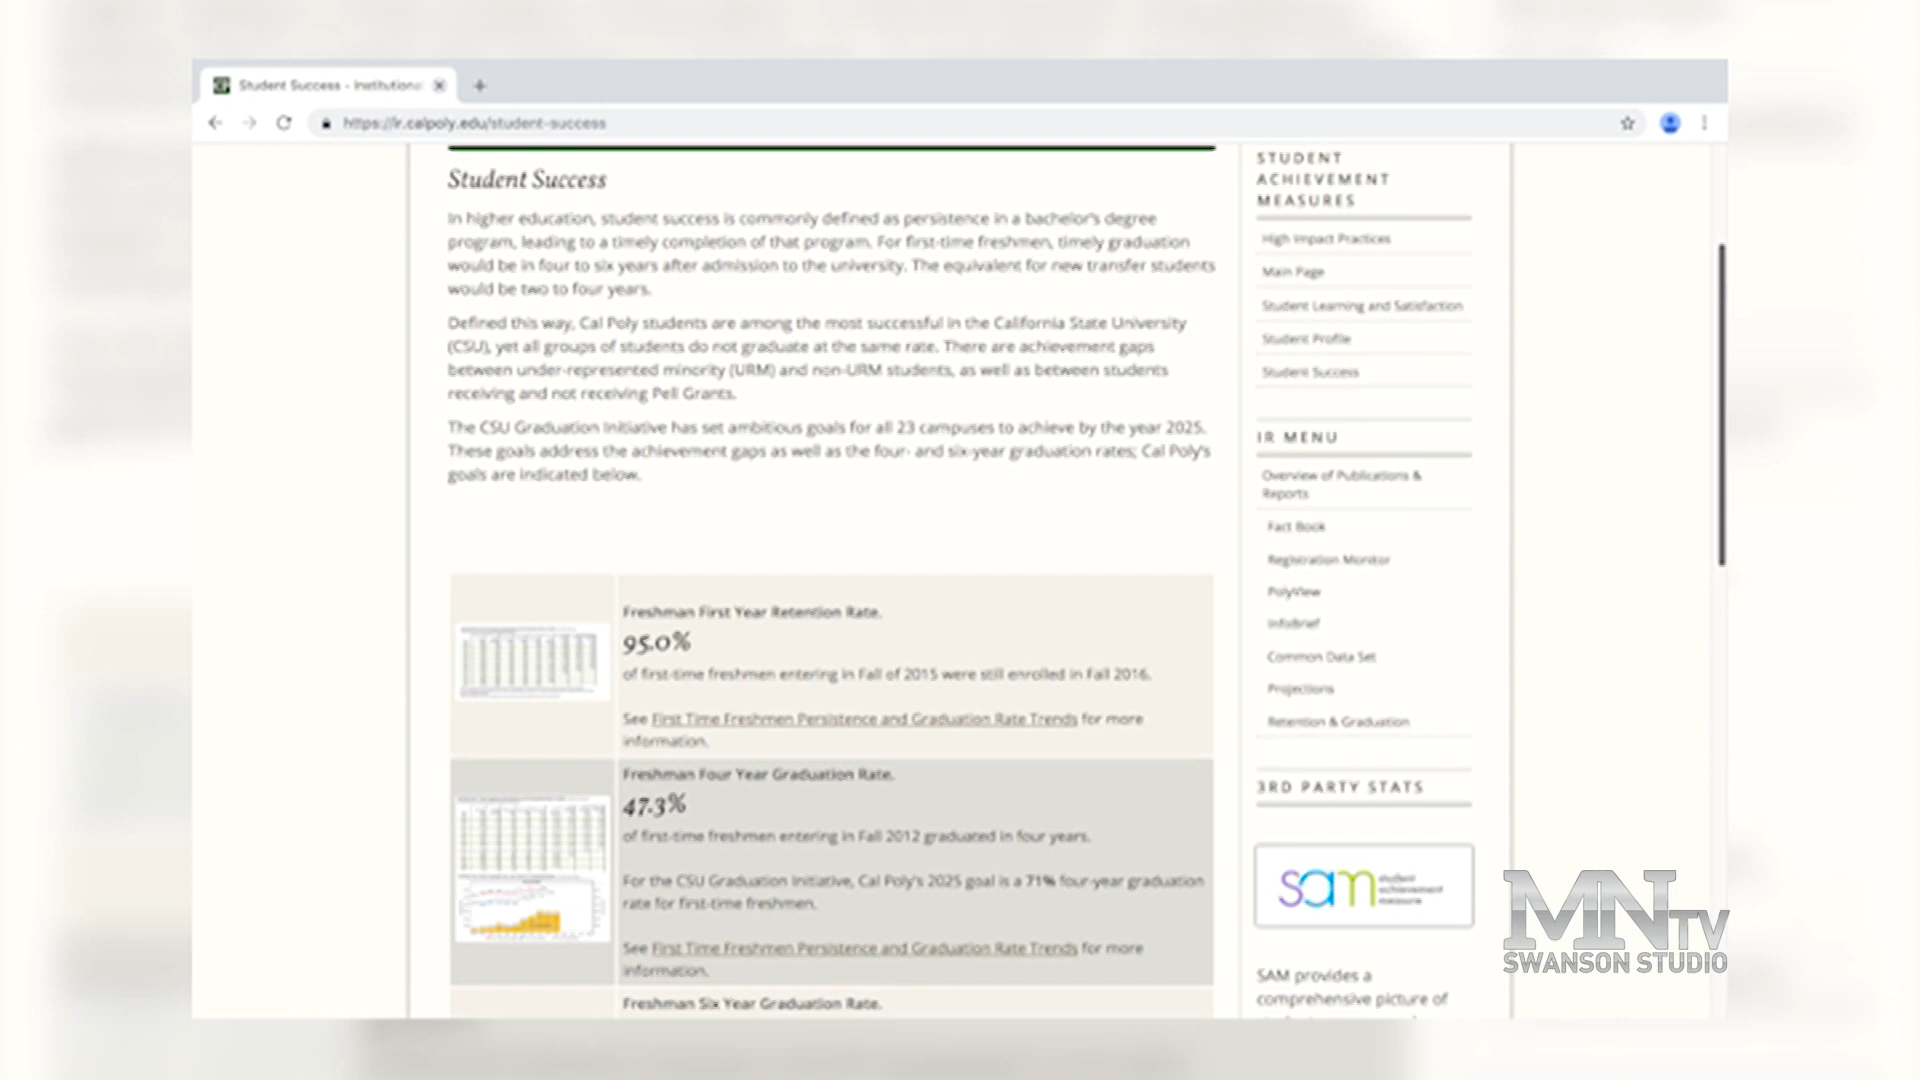 Student Success - Institutional
https://ir.calpoly.edu/student-success
Student Success
In higher education, student success is commonly defined as persistence in a bachelor's degree
program, leading to a timely completion of that program. For first-time freshmen, timely graduation
would be in four to six years after admission to the university. The equivalent for new transfer students
would be two to four years.
Defined this way, Cal Poly students are among the most successful in the California State University
(CSU), yet all groups of students do not graduate at the same rate. There are achievement gaps
between under-represented minority (URM) and non-URM students, as well as between students
receiving and not receiving Pell Grants.
The CSU Graduation Initiative has set ambitious goals for all 23 campuses to achieve by the year 2025.
These goals address the achievement gaps as well as the four- and six-year graduation rates; Cal Poly's
goals are indicated below.
Freshman First Year Retention Rate.
95.0%
of first-time freshmen entering in Fall of 2015 were still enrolled in Fall 2016.
See First Time Freshmen Persistence and Graduation Rate Trends for more
information.
Freshman Four Year Graduation Rate.
47.3%
of first-time freshmen entering in Fall 2012 graduated in four years.
For the CSU Graduation Initiative, Cal Poly's 2025 goal is a 71% four-year graduation
rate for first-time freshmen.
See First Time Freshmen Persistence and Graduation Rate Trends for more
information.
Freshman Six Year Graduation Rate.
STUDENT
ACHIEVEMENT
MEASURES
High Impact Practices
Main Page
Student Learning and Satisfaction
Student Profile
Student Success
IR MENU
Overview of Publications &
Reports
Fact Book
Registration Monitor
PolyView
InfoBrief
Common Data Set
Projections
Retention & Graduation
3RD PARTY STATS
sam
student
achievement
measure
SAM provides a
comprehensive picture of
MNTV
SWANSON STUDIO